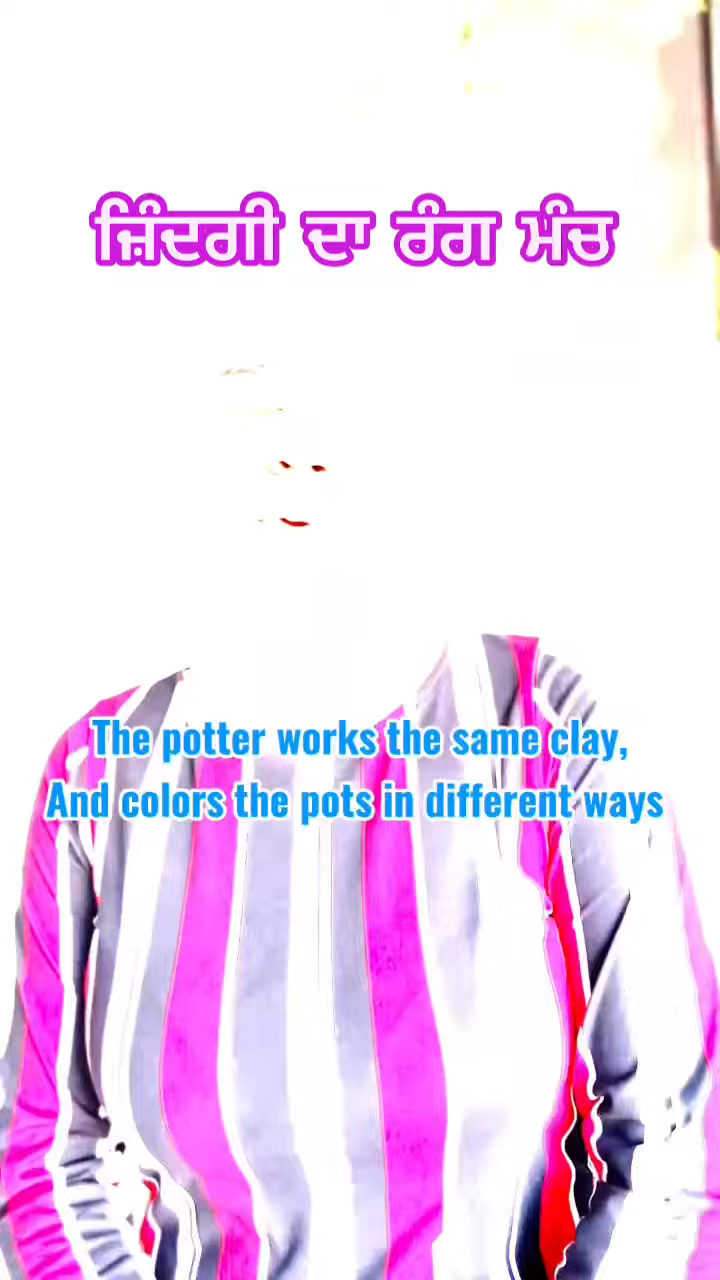 ਜ਼ਿੰਦਗੀ ਦਾ ਰੰਗ ਮੰਚ
The potter works the same clay,
And colors the pots in different ways